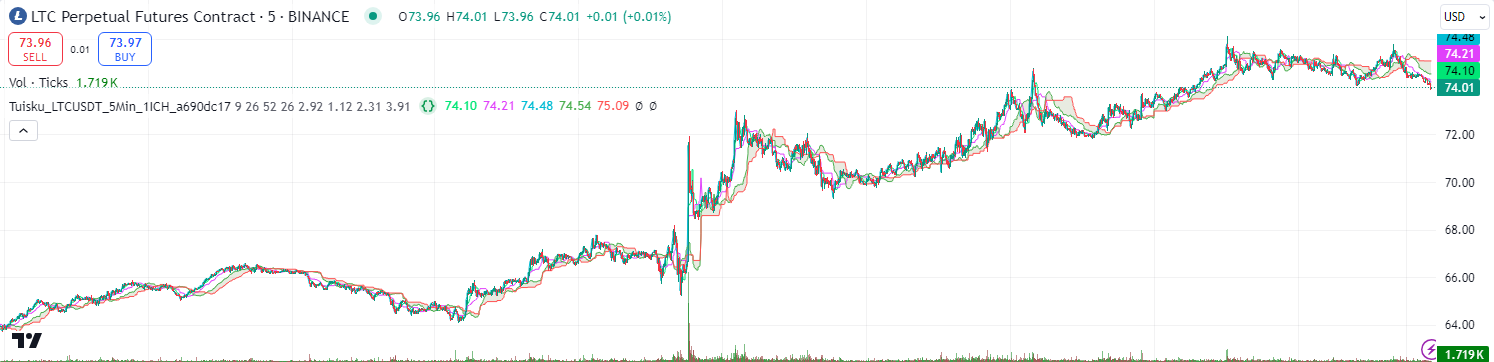 LTC Perpetual Futures Contract · 5 · BINANCE O73.96 H74.01 L73.96 C74.01 +0.01 (+0.01%)
USD
73.96 SELL
0.01
73.97 BUY
Vol · Ticks 1.719 K
Tuisku_LTCUSDT_5Min_1ICH_a690dc17 9 26 52 26 2.92 1.12 2.31 3.91 {} 74.10 74.21 74.48 74.54 75.09 Ø Ø
74.48
74.21
74.10
74.01
72.00
70.00
68.00
66.00
64.00
1.719 K